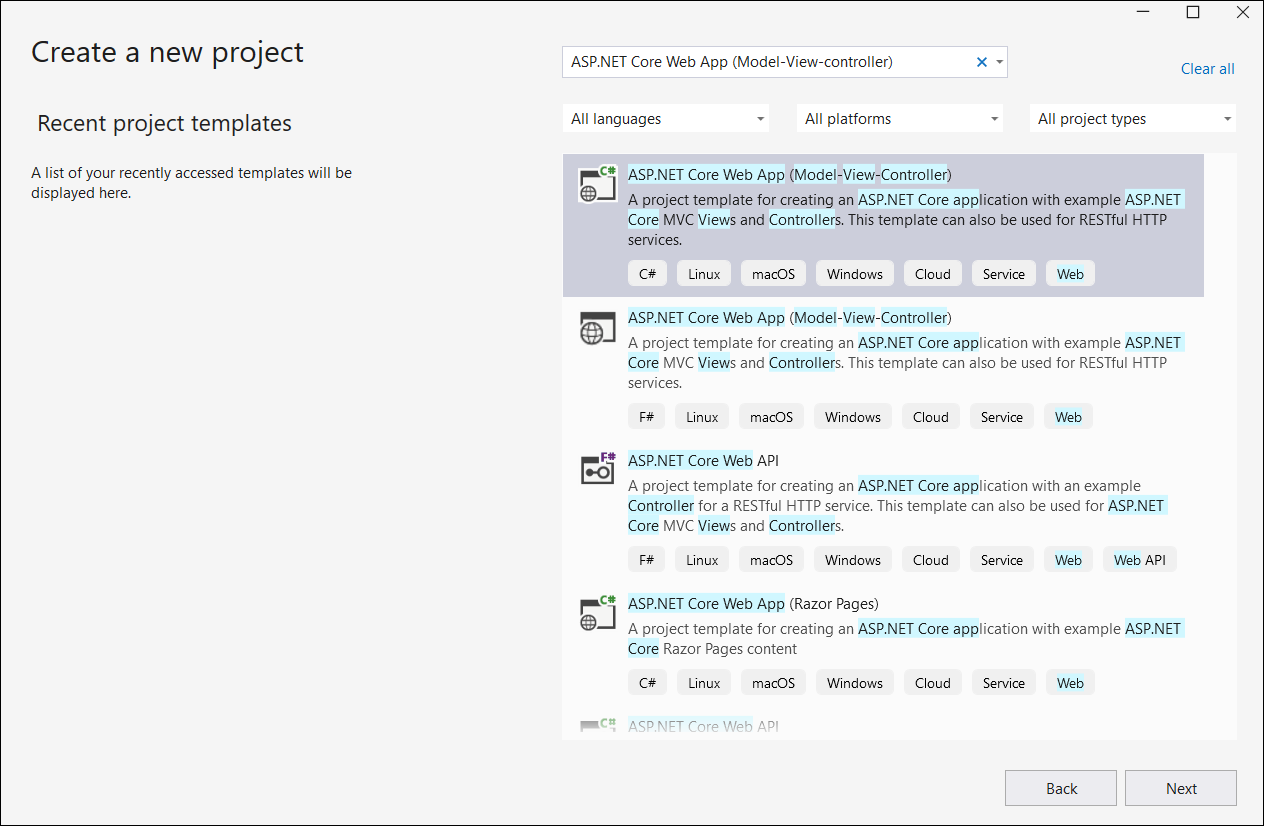 Create a new project
Recent project templates
A list of your recently accessed templates will be
displayed here.
ASP.NET Core Web App (Model-View-controller)
Clear all
All languages
All platforms
All project types
C#
ASP.NET Core Web App (Model-View-Controller)
A project template for creating an ASP.NET Core application with example ASP.NET
Core MVC Views and Controllers. This template can also be used for RESTful HTTP
services.
C# Linux macOS Windows Cloud Service Web
ASP.NET Core Web App (Model-View-Controller)
A project template for creating an ASP.NET Core application with example ASP.NET
Core MVC Views and Controllers. This template can also be used for RESTful HTTP
services.
F# Linux macOS Windows Cloud Service Web
F#
ASP.NET Core Web API
A project template for creating an ASP.NET Core application with an example
Controller for a RESTful HTTP service. This template can also be used for ASP.NET
Core MVC Views and Controllers.
F# Linux macOS Windows Cloud Service Web Web API
C#
ASP.NET Core Web App (Razor Pages)
A project template for creating an ASP.NET Core application with example ASP.NET
Core Razor Pages content
C# Linux macOS Windows Cloud Service Web
C#
ASP.NET Core Web API
Back
Next